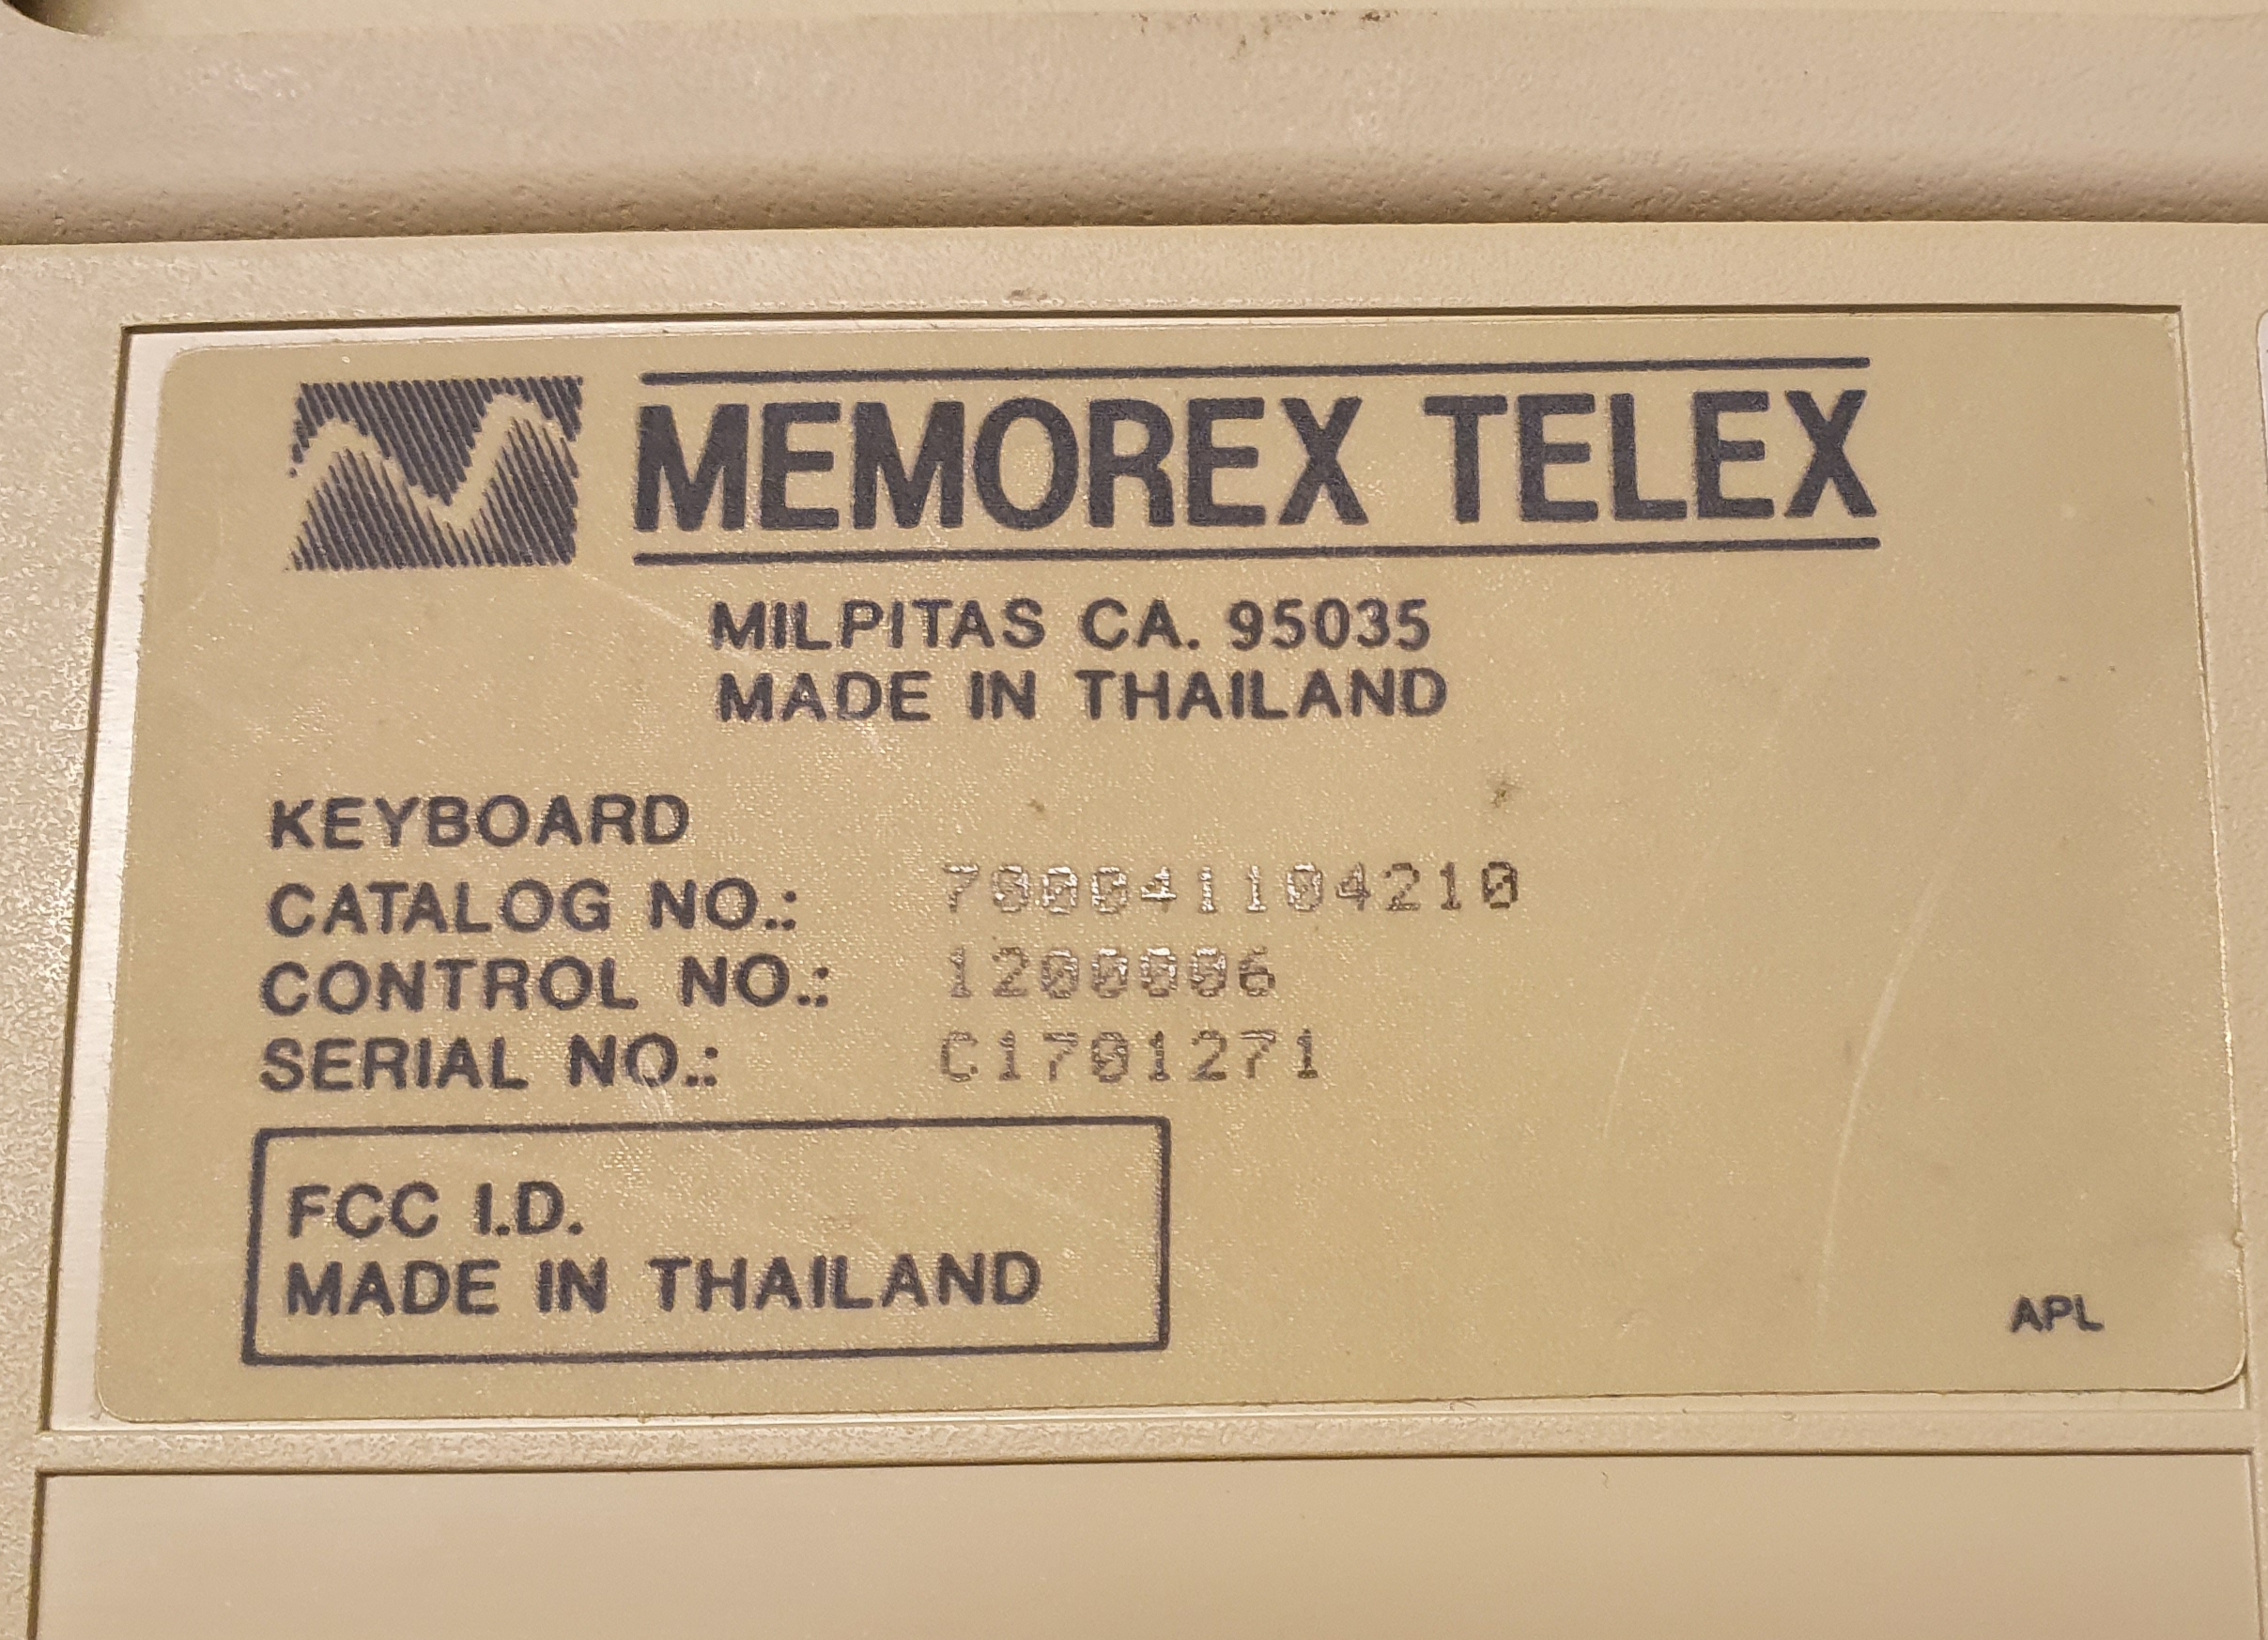 MEMOREX TELEX
MILPITAS CA. 95035
MADE IN THAILAND
KEYBOARD
CATALOG NO.: 700041104210
CONTROL NO.: 1200006
SERIAL NO.: C1701271
FCC I.D.
MADE IN THAILAND
APL